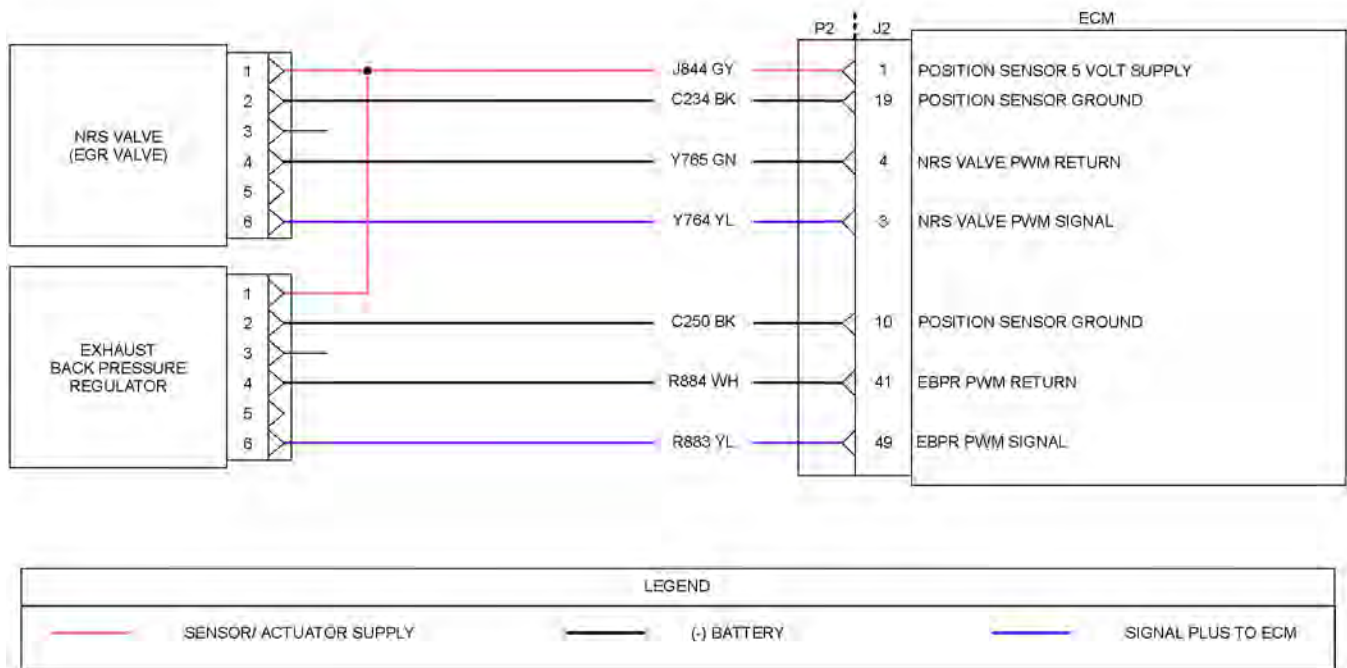 ECM
P2 J2
NRS VALVE
(EGR VALVE)
1 J844 GY 1 POSITION SENSOR 5 VOLT SUPPLY
2 C234 BK 19 POSITION SENSOR GROUND
3
4 Y765 GN 4 NRS VALVE PWM RETURN
5
6 Y764 YL 3 NRS VALVE PWM SIGNAL
EXHAUST
BACK PRESSURE
REGULATOR
1
2 C250 BK 10 POSITION SENSOR GROUND
3
4 R884 WH 41 EBPR PWM RETURN
5
6 R883 YL 49 EBPR PWM SIGNAL
LEGEND
SENSOR/ ACTUATOR SUPPLY (-) BATTERY SIGNAL PLUS TO ECM